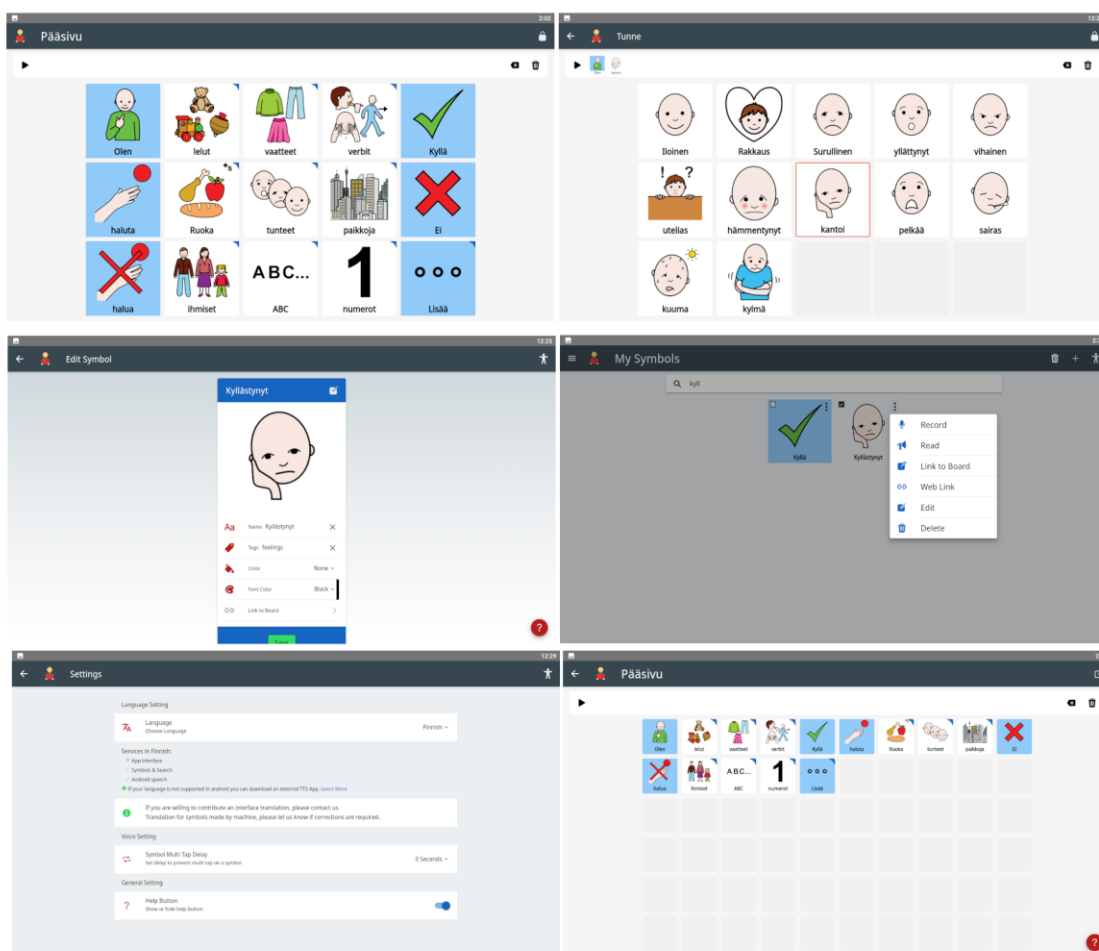 2:02
Pääsivu
Olen lelut vaatteet verbit Kyllä
haluta Ruoka tunteet paikkoja Ei
ABC... 1
halua ihmiset ABC numerot Lisää
Tunne
Olen
Iloinen Rakkaus Surullinen yllättynyt vihainen
! ?
utelias hämmentynyt kantoi pelkää sairas
kuuma kylmä
12:25
Edit Symbol
Kyllästynyt
Aa Name Kyllästynyt
Tags feelings
Color None
Font Color Black
Link to Board
?
My Symbols
kyll
Kyllä Kyllästynyt
Record
Read
Link to Board
Web Link
Edit
Delete
12:29
Settings
Language Setting
Language Finnish
Choose Language
Services in Finnish:
App interface
Symbols & Search
Android speech
If your language is not supported in android you can download an external TTS App. Learn More
If you are willing to contribute an interface translation, please contact us.
Translation for symbols made by machine, please let us know if corrections are required.
Voice Setting
Symbol Multi Tap Delay 0 Seconds
Set delay to prevent multi tap on a symbol
General Setting
? Help Button
Show or hide help button
Pääsivu
Olen lelut vaatteet verbit Kyllä haluta Ruoka tunteet paikkoja Ei
ABC... 1
halua ihmiset ABC numerot Lisää
?